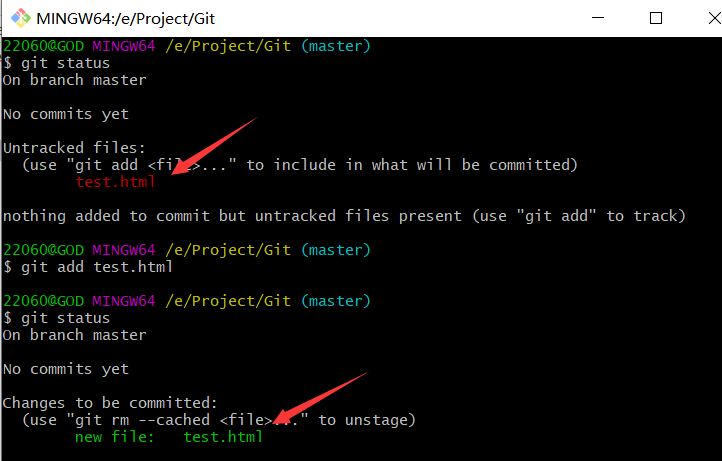 MINGW64:/e/Project/Git
22060@GOD MINGW64 /e/Project/Git (master)
$ git status
On branch master
No commits yet
Untracked files:
(use "git add <file>..." to include in what will be committed)
test.html
nothing added to commit but untracked files present (use "git add" to track)
22060@GOD MINGW64 /e/Project/Git (master)
$ git add test.html
22060@GOD MINGW64 /e/Project/Git (master)
$ git status
On branch master
No commits yet
Changes to be committed:
(use "git rm --cached <file>..." to unstage)
new file:   test.html